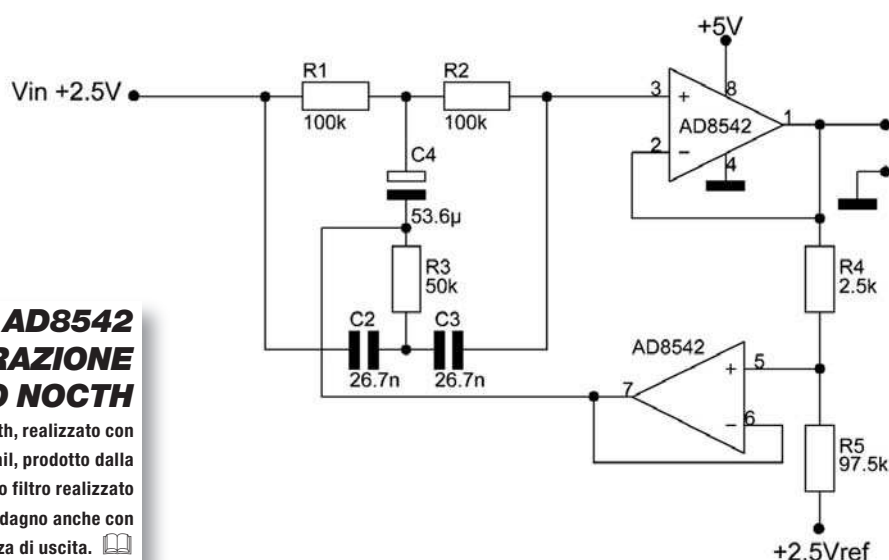 +5V
Vin +2.5V
R1
100k
R2
100k
3
+
8
AD8542
1
2
−
4
C4
53.6µ
R3
50k
R4
2.5k
C2
26.7n
C3
26.7n
AD8542
7
+
5
−
6
R5
97.5k
+2.5Vref
AD8542
RAZIONE
O NOCTH
th, realizzato con
nil, prodotto dalla
o filtro realizzato
dagno anche con
za di uscita.